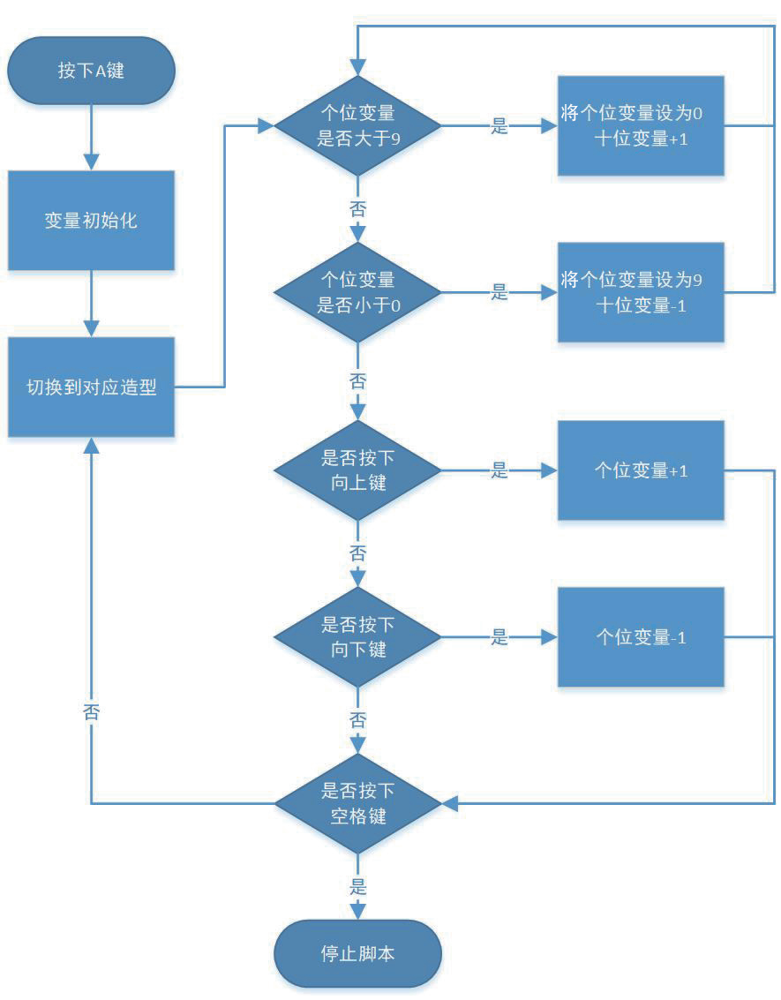 按下A键
变量初始化
切换到对应造型
个位变量
是否大于9
是
将个位变量设为0
十位变量+1
否
个位变量
是否小于0
是
将个位变量设为9
十位变量-1
否
是否按下
向上键
是
个位变量+1
否
是否按下
向下键
是
个位变量-1
否
否
是否按下
空格键
是
停止脚本